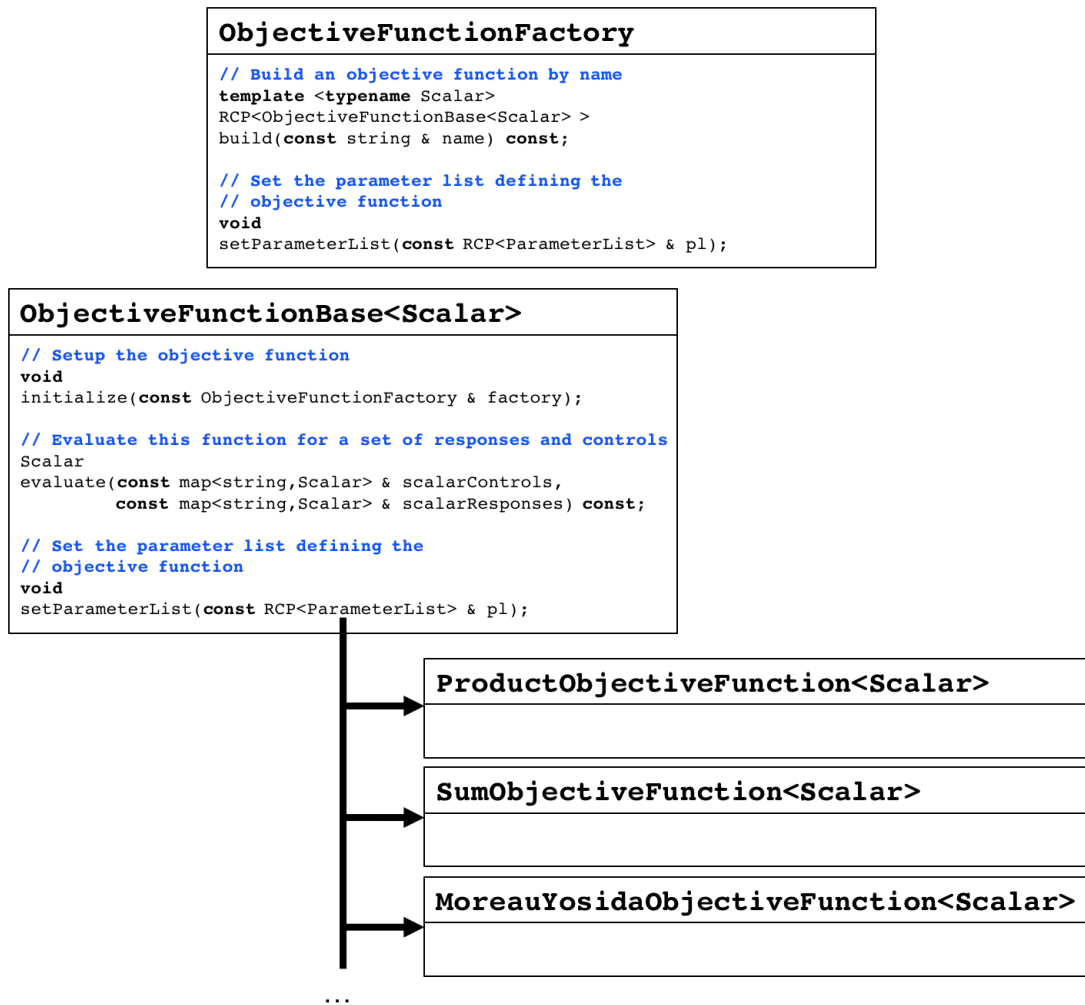 ObjectiveFunctionFactory
// Build an objective function by name
template <typename Scalar>
RCP<ObjectiveFunctionBase<Scalar> >
build(const string & name) const;
// Set the parameter list defining the
// objective function
void
setParameterList(const RCP<ParameterList> & pl);
ObjectiveFunctionBase<Scalar>
// Setup the objective function
void
initialize(const ObjectiveFunctionFactory & factory);
// Evaluate this function for a set of responses and controls
Scalar
evaluate(const map<string,Scalar> & scalarControls,
const map<string,Scalar> & scalarResponses) const;
// Set the parameter list defining the
// objective function
void
setParameterList(const RCP<ParameterList> & pl);
ProductObjectiveFunction<Scalar>
SumObjectiveFunction<Scalar>
MoreauYosidaObjectiveFunction<Scalar>
...